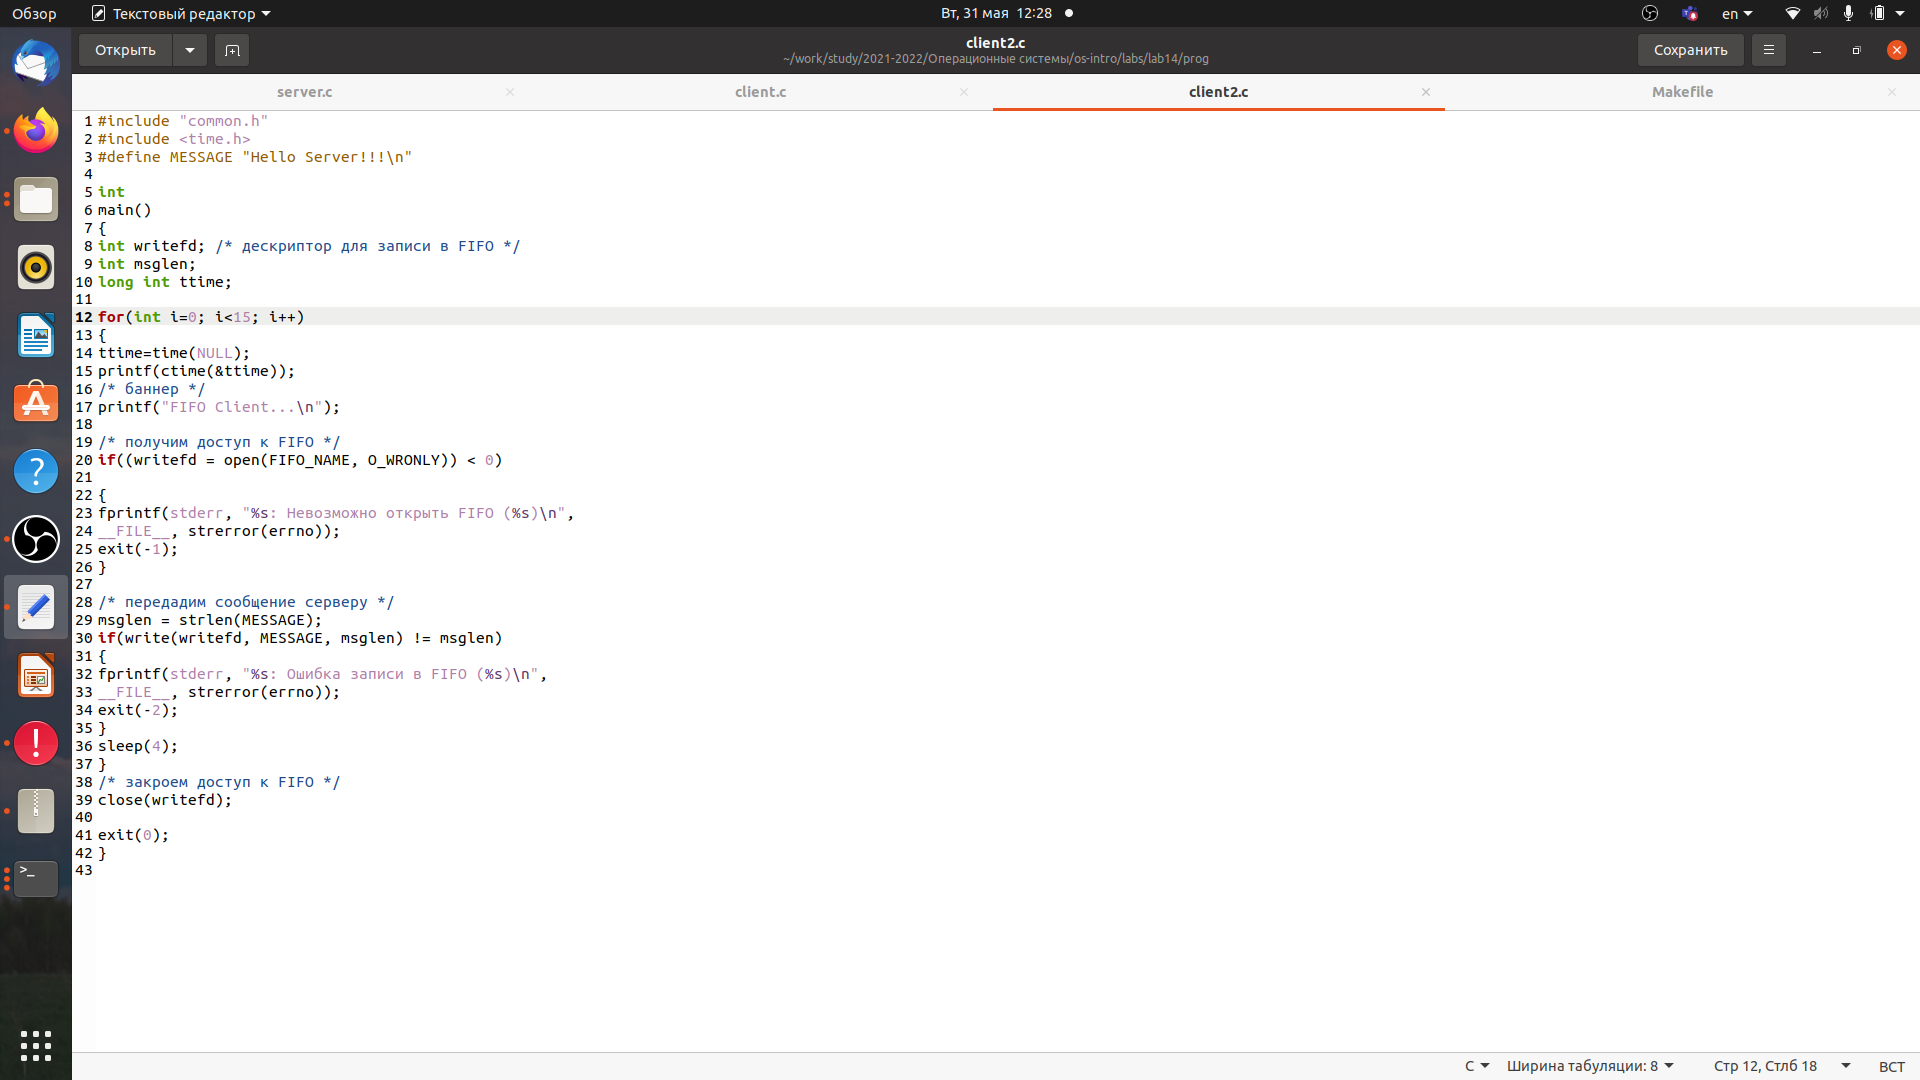 Обзор
Текстовый редактор
Вт, 31 мая 12:28
en
Открыть
client2.c
~/work/study/2021-2022/Операционные системы/os-intro/labs/lab14/prog
Сохранить
server.c
client.c
client2.c
Makefile
1 #include "common.h"
2 #include <time.h>
3 #define MESSAGE "Hello Server!!!\n"
4
5 int
6 main()
7 {
8 int writefd; /* дескриптор для записи в FIFO */
9 int msglen;
10 long int ttime;
11
12 for(int i=0; i<15; i++)
13 {
14 ttime=time(NULL);
15 printf(ctime(&ttime));
16 /* баннер */
17 printf("FIFO Client...\n");
18
19 /* получим доступ к FIFO */
20 if((writefd = open(FIFO_NAME, O_WRONLY)) < 0)
21
22 {
23 fprintf(stderr, "%s: Невозможно открыть FIFO (%s)\n",
24 __FILE__, strerror(errno));
25 exit(-1);
26 }
27
28 /* передадим сообщение серверу */
29 msglen = strlen(MESSAGE);
30 if(write(writefd, MESSAGE, msglen) != msglen)
31 {
32 fprintf(stderr, "%s: Ошибка записи в FIFO (%s)\n",
33 __FILE__, strerror(errno));
34 exit(-2);
35 }
36 sleep(4);
37 }
38 /* закроем доступ к FIFO */
39 close(writefd);
40
41 exit(0);
42 }
43
C
Ширина табуляции: 8
Стр 12, Стлб 18
ВСТ